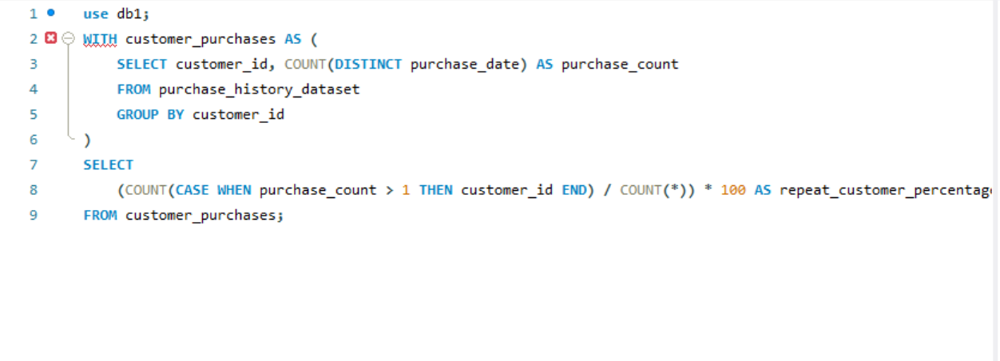 1 use db1;
2 WITH customer_purchases AS (
3 SELECT customer_id, COUNT(DISTINCT purchase_date) AS purchase_count
4 FROM purchase_history_dataset
5 GROUP BY customer_id
6 )
7 SELECT
8 (COUNT(CASE WHEN purchase_count > 1 THEN customer_id END) / COUNT(*)) * 100 AS repeat_customer_percentage
9 FROM customer_purchases;